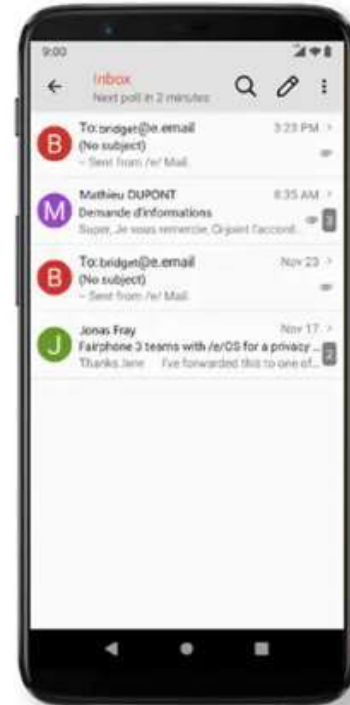 9:00
Inbox
Next poll in 2 minutes
B
To: bridget@e.email
3:23 PM >
(No subject)
– Sent from /e/ Mail.
M
Mathieu DUPONT
8:35 AM >
Demande d'informations
Super, Je vous remercie, Ci-joint l'accord...
B
To: bridget@e.email
Nov 23 >
(No subject)
– Sent from /e/ Mail.
J
Jonas Fray
Nov 17 >
Fairphone 3 teams with /e/OS for a privacy ...
2
Thanks Jane I've forwarded this to one of...